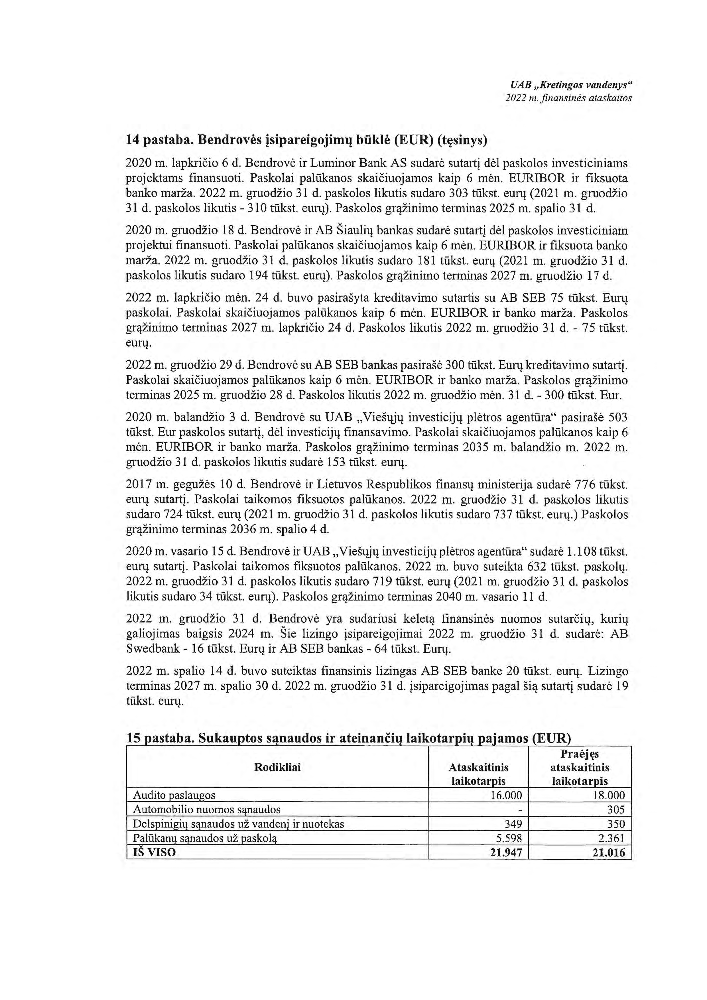 UAB „Kretingos vandenys“
2022 m. finansinės ataskaitos
14 pastaba. Bendrovės įsipareigojimų būklė (EUR) (tęsinys)
2020 m. lapkričio 6 d. Bendrovė ir Luminor Bank AS sudarė sutartį dėl paskolos investiciniams
projektams finansuoti. Paskolai palūkanos skaičiuojamos kaip 6 mėn. EURIBOR ir fiksuota
banko marža. 2022 m. gruodžio 31 d. paskolos likutis sudaro 303 tūkst. eurų (2021 m. gruodžio
31 d. paskolos likutis - 310 tūkst. eurų). Paskolos grąžinimo terminas 2025 m. spalio 31 d.
2020 m. gruodžio 18 d. Bendrovė ir AB Šiaulių bankas sudarė sutartį dėl paskolos investiciniam
projektui finansuoti. Paskolai palūkanos skaičiuojamos kaip 6 mėn. EURIBOR ir fiksuota banko
marža. 2022 m. gruodžio 31 d. paskolos likutis sudaro 181 tūkst. eurų (2021 m. gruodžio 31 d.
paskolos likutis sudaro 194 tūkst. eurų). Paskolos grąžinimo terminas 2027 m. gruodžio 17 d.
2022 m. lapkričio mėn. 24 d. buvo pasirašyta kreditavimo sutartis su AB SEB 75 tūkst. Eurų
paskolai. Paskolai skaičiuojamos palūkanos kaip 6 mėn. EURIBOR ir banko marža. Paskolos
grąžinimo terminas 2027 m. lapkričio 24 d. Paskolos likutis 2022 m. gruodžio 31 d. - 75 tūkst.
eurų.
2022 m. gruodžio 29 d. Bendrovė su AB SEB bankas pasirašė 300 tūkst. Eurų kreditavimo sutartį.
Paskolai skaičiuojamos palūkanos kaip 6 mėn. EURIBOR ir banko marža. Paskolos grąžinimo
terminas 2025 m. gruodžio 28 d. Paskolos likutis 2022 m. gruodžio mėn. 31 d. - 300 tūkst. Eur.
2020 m. balandžio 3 d. Bendrovė su UAB „Viešųjų investicijų plėtros agentūra“ pasirašė 503
tūkst. Eur paskolos sutartį, dėl investicijų finansavimo. Paskolai skaičiuojamos palūkanos kaip 6
mėn. EURIBOR ir banko marža. Paskolos grąžinimo terminas 2035 m. balandžio m. 2022 m.
gruodžio 31 d. paskolos likutis sudarė 153 tūkst. eurų.
2017 m. gegužės 10 d. Bendrovė ir Lietuvos Respublikos finansų ministerija sudarė 776 tūkst.
eurų sutartį. Paskolai taikomos fiksuotos palūkanos. 2022 m. gruodžio 31 d. paskolos likutis
sudaro 724 tūkst. eurų (2021 m. gruodžio 31 d. paskolos likutis sudaro 737 tūkst. eurų.) Paskolos
grąžinimo terminas 2036 m. spalio 4 d.
2020 m. vasario 15 d. Bendrovė ir UAB „Viešųjų investicijų plėtros agentūra“ sudarė 1.108 tūkst.
eurų sutartį. Paskolai taikomos fiksuotos palūkanos. 2022 m. buvo suteikta 632 tūkst. paskolų.
2022 m. gruodžio 31 d. paskolos likutis sudaro 719 tūkst. eurų (2021 m. gruodžio 31 d. paskolos
likutis sudaro 34 tūkst. eurų). Paskolos grąžinimo terminas 2040 m. vasario 11 d.
2022 m. gruodžio 31 d. Bendrovė yra sudariusi keletą finansinės nuomos sutarčių, kurių
galiojimas baigsis 2024 m. Šie lizingo įsipareigojimai 2022 m. gruodžio 31 d. sudarė: AB
Swedbank - 16 tūkst. Eurų ir AB SEB bankas - 64 tūkst. Eurų.
2022 m. spalio 14 d. buvo suteiktas finansinis lizingas AB SEB banke 20 tūkst. eurų. Lizingo
terminas 2027 m. spalio 30 d. 2022 m. gruodžio 31 d. įsipareigojimas pagal šią sutartį sudarė 19
tūkst. eurų.
15 pastaba. Sukauptos sąnaudos ir ateinančių laikotarpių pajamos (EUR)
Rodikliai Ataskaitinis laikotarpis Praėjęs ataskaitinis laikotarpis
Audito paslaugos 16.000 18.000
Automobilio nuomos sąnaudos - 305
Delspinigių sąnaudos už vandenį ir nuotekas 349 350
Palūkanų sąnaudos už paskolą 5.598 2.361
IŠ VISO 21.947 21.016